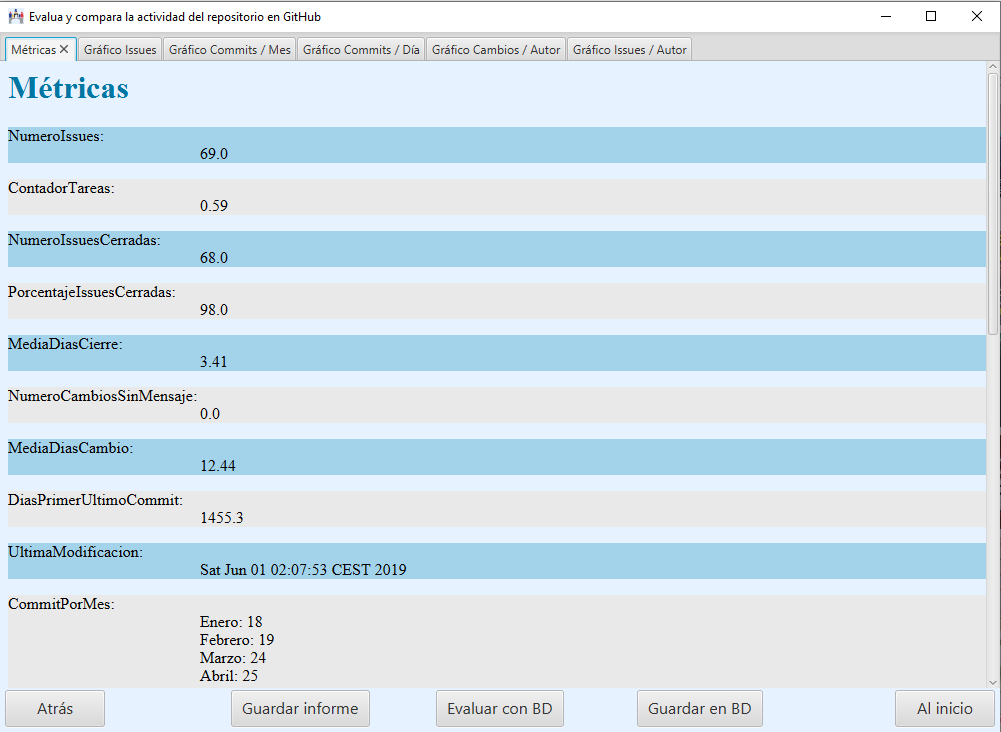 Evalua y compara la actividad del repositorio en GitHub
Métricas Gráfico Issues Gráfico Commits / Mes Gráfico Commits / Día Gráfico Cambios / Autor Gráfico Issues / Autor
Métricas
NumeroIssues:
69.0
ContadorTareas:
0.59
NumeroIssuesCerradas:
68.0
PorcentajeIssuesCerradas:
98.0
MediaDiasCierre:
3.41
NumeroCambiosSinMensaje:
0.0
MediaDiasCambio:
12.44
DiasPrimerUltimoCommit:
1455.3
UltimaModificacion:
Sat Jun 01 02:07:53 CEST 2019
CommitPorMes:
Enero: 18
Febrero: 19
Marzo: 24
Abril: 25
Atrás Guardar informe Evaluar con BD Guardar en BD Al inicio